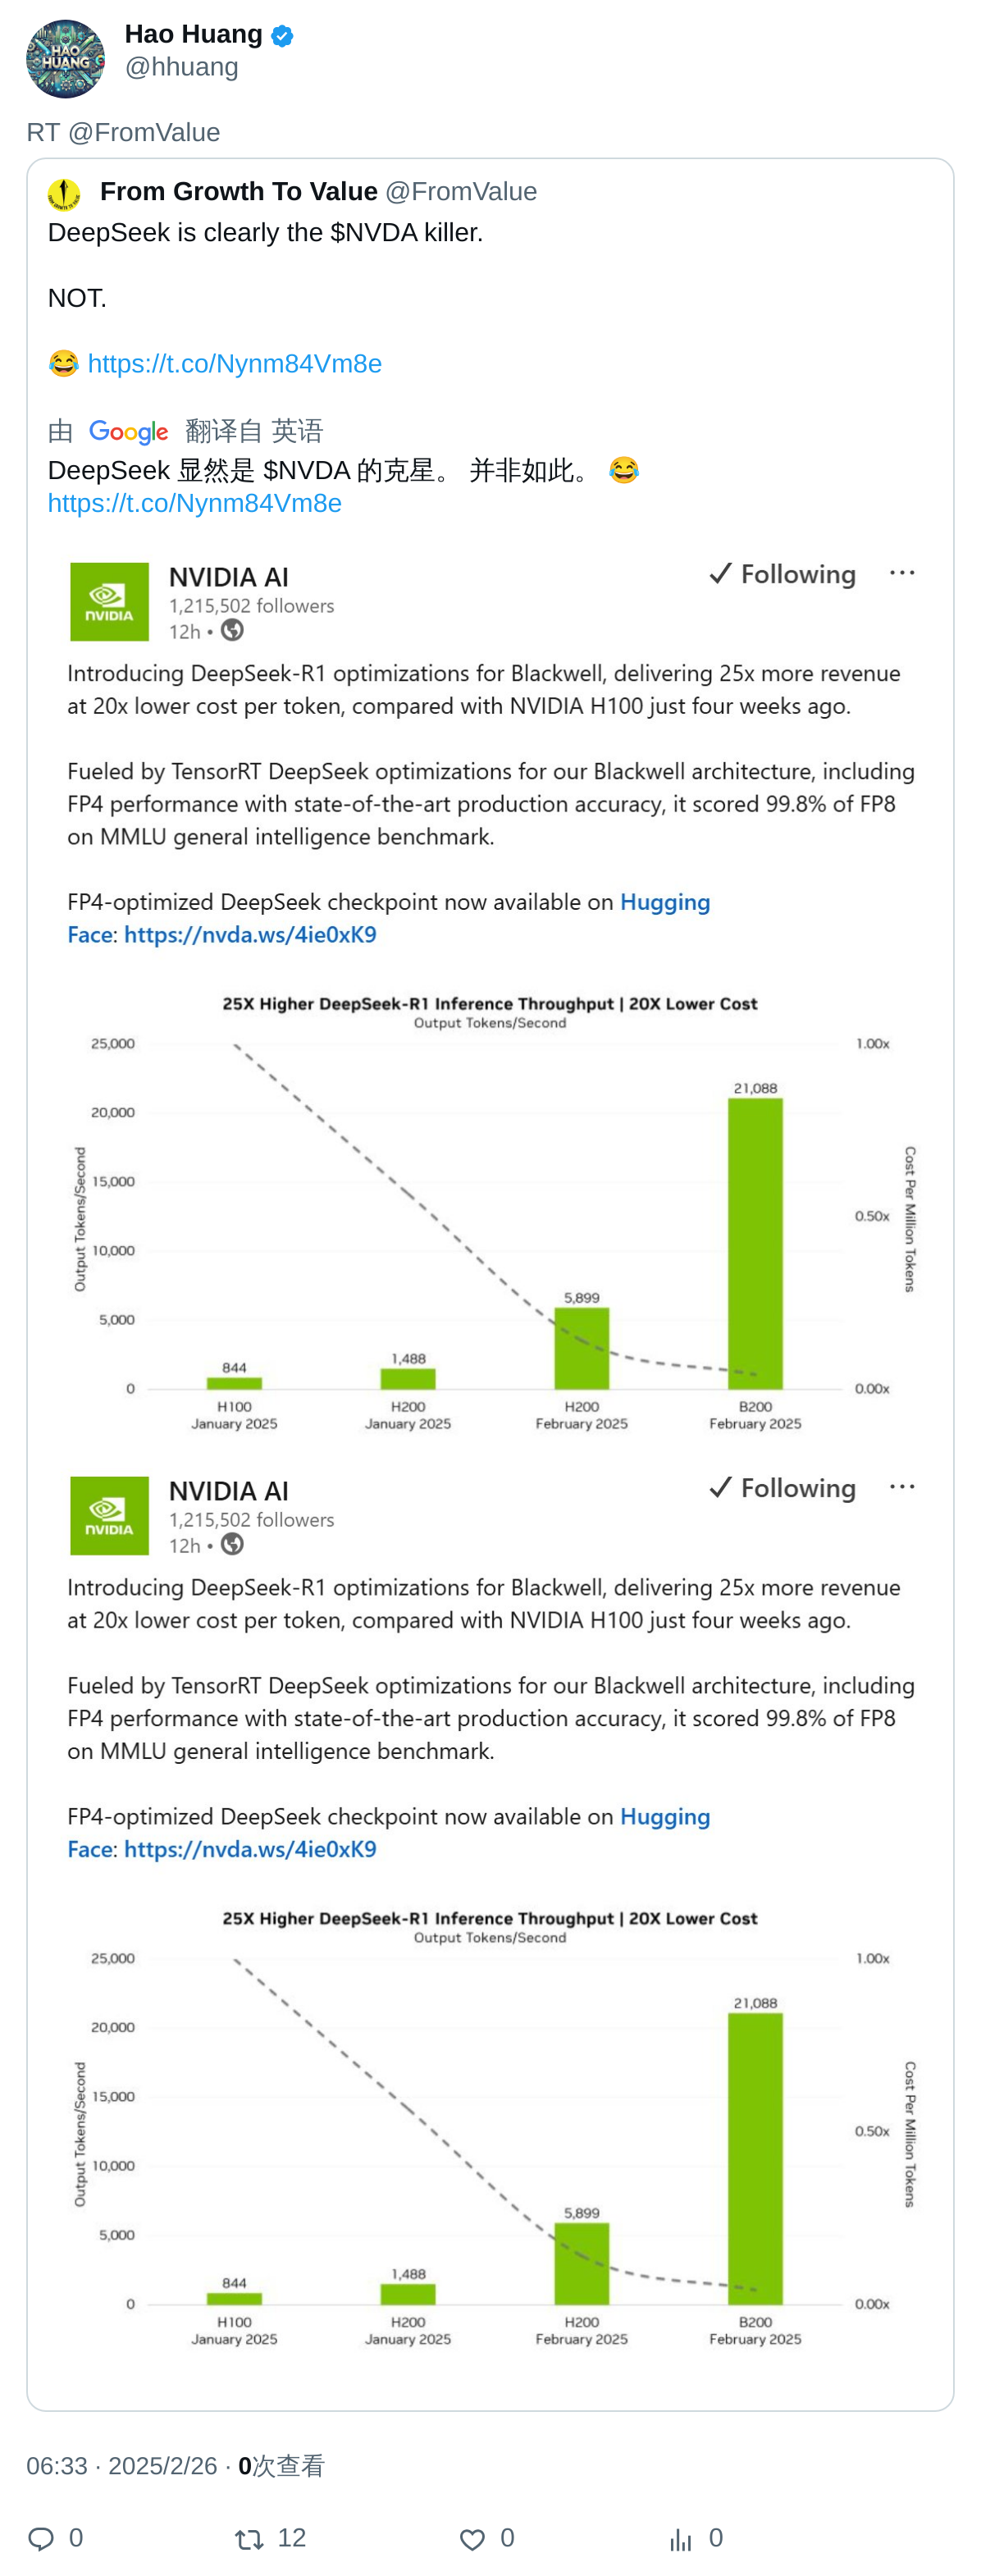 HAO
HUANG
Hao Huang
@hhuang
RT @FromValue
From Growth To Value @FromValue
DeepSeek is clearly the $NVDA killer.
NOT.
😂 https://t.co/Nynm84Vm8e
由 Google 翻译自 英语
DeepSeek 显然是 $NVDA 的克星。 并非如此。 😂
https://t.co/Nynm84Vm8e
NVIDIA
NVIDIA AI
✓ Following ...
1,215,502 followers
12h •
Introducing DeepSeek-R1 optimizations for Blackwell, delivering 25x more revenue
at 20x lower cost per token, compared with NVIDIA H100 just four weeks ago.
Fueled by TensorRT DeepSeek optimizations for our Blackwell architecture, including
FP4 performance with state-of-the-art production accuracy, it scored 99.8% of FP8
on MMLU general intelligence benchmark.
FP4-optimized DeepSeek checkpoint now available on Hugging
Face: https://nvda.ws/4ie0xK9
25X Higher DeepSeek-R1 Inference Throughput | 20X Lower Cost
Output Tokens/Second
25,000
20,000
15,000
10,000
5,000
0
Output Tokens/Second
844
1,488
5,899
21,088
1.00x
0.50x
0.00x
Cost Per Million Tokens
H100
January 2025
H200
January 2025
H200
February 2025
B200
February 2025
NVIDIA
NVIDIA AI
✓ Following ...
1,215,502 followers
12h •
Introducing DeepSeek-R1 optimizations for Blackwell, delivering 25x more revenue
at 20x lower cost per token, compared with NVIDIA H100 just four weeks ago.
Fueled by TensorRT DeepSeek optimizations for our Blackwell architecture, including
FP4 performance with state-of-the-art production accuracy, it scored 99.8% of FP8
on MMLU general intelligence benchmark.
FP4-optimized DeepSeek checkpoint now available on Hugging
Face: https://nvda.ws/4ie0xK9
25X Higher DeepSeek-R1 Inference Throughput | 20X Lower Cost
Output Tokens/Second
25,000
20,000
15,000
10,000
5,000
0
Output Tokens/Second
844
1,488
5,899
21,088
1.00x
0.50x
0.00x
Cost Per Million Tokens
H100
January 2025
H200
January 2025
H200
February 2025
B200
February 2025
06:33 · 2025/2/26 · 0次查看
0 12 0 0